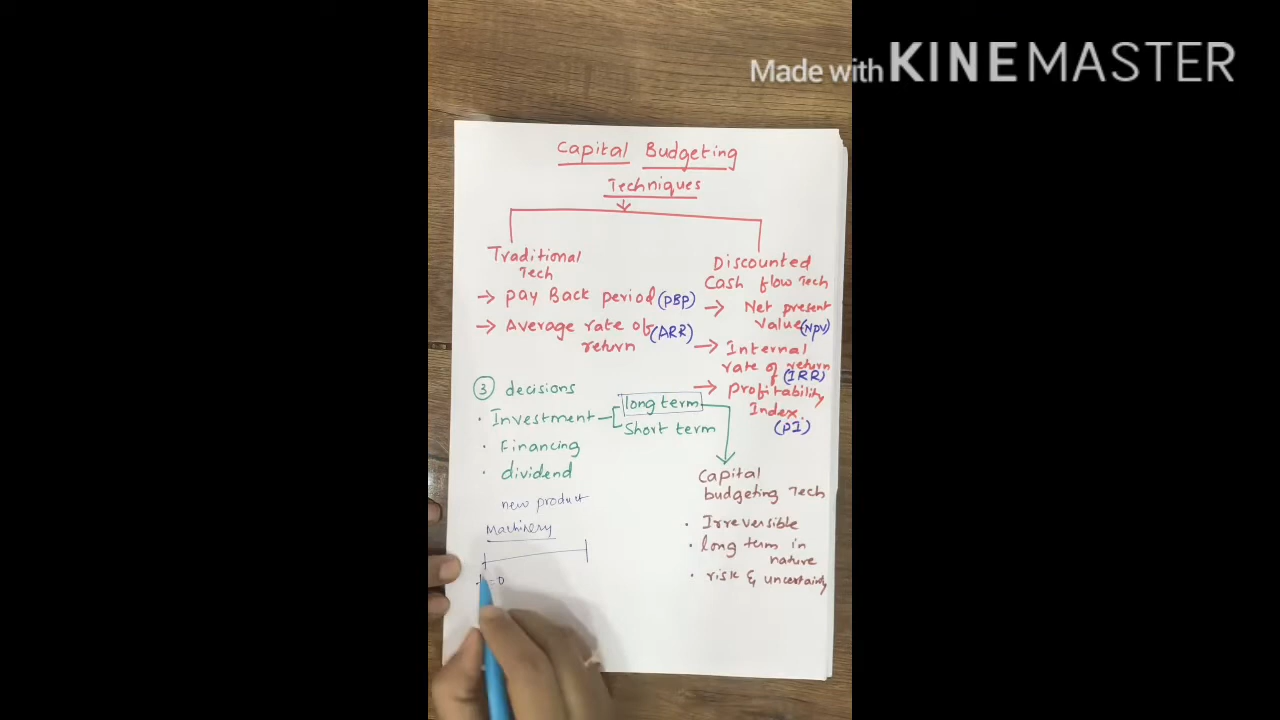 Made with KINEMASTER
Capital Budgeting
Techniques
Traditional
Tech
→ pay Back period (PBP)
→ Average rate of (ARR)
return
Discounted
Cash flow Tech
→ Net present
Value (NPV)
→ Internal
rate of return
(IRR)
→ profitability
Index.
(PI)
③ decisions
· Investment
long term
Short term
· Financing
· dividend
new product
Machinery
t=0
Capital
budgeting Tech
· Irreversible
· long term in
nature
· risk & uncertainty